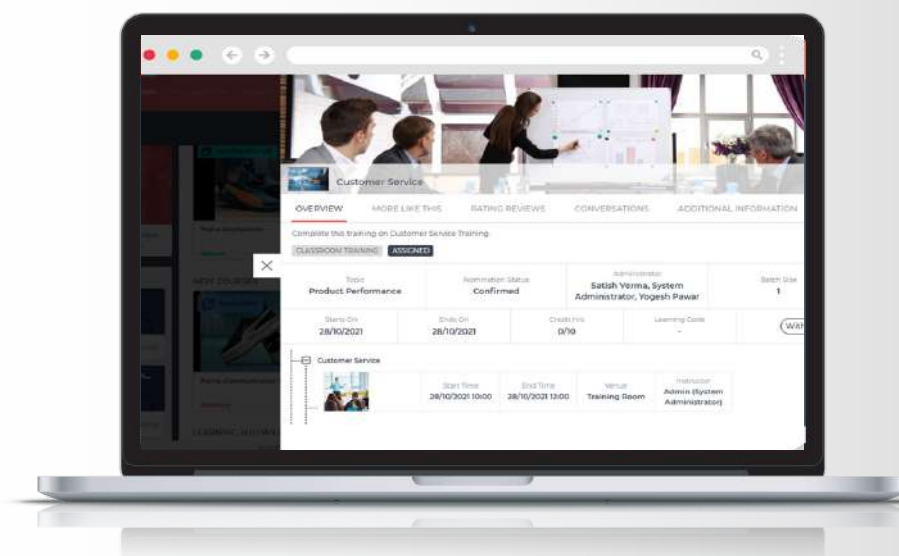 Customer Service
OVERVIEW MORE LIKE THIS RATING REVIEWS CONVERSATIONS ADDITIONAL INFORMATION
Complete this training on Customer Service Training
CLASSROOM TRAINING ASSIGNED
Topic Nomination Status Administrator Batch Size
Product Performance Confirmed Satish Verma, System Administrator, Yogesh Pawar 1
Starts On Ends On Credit Hrs Learning Code
28/10/2021 28/10/2021 0/10 - (With
Customer Service
Start Time End Time Venue Instructor
28/10/2021 10:00 28/10/2021 12:00 Training Room Admin (System Administrator)
NEW COURSES